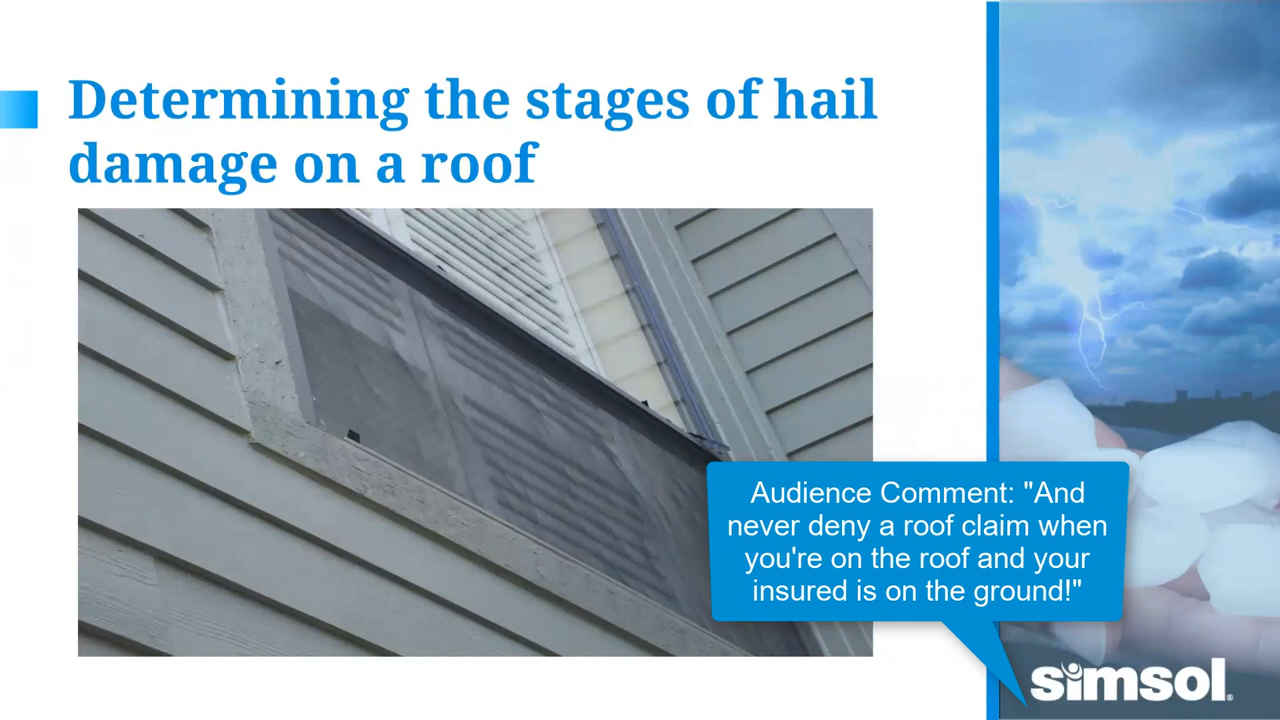 Determining the stages of hail
damage on a roof
Audience Comment: "And
never deny a roof claim when
you're on the roof and your
insured is on the ground!"
simsol®